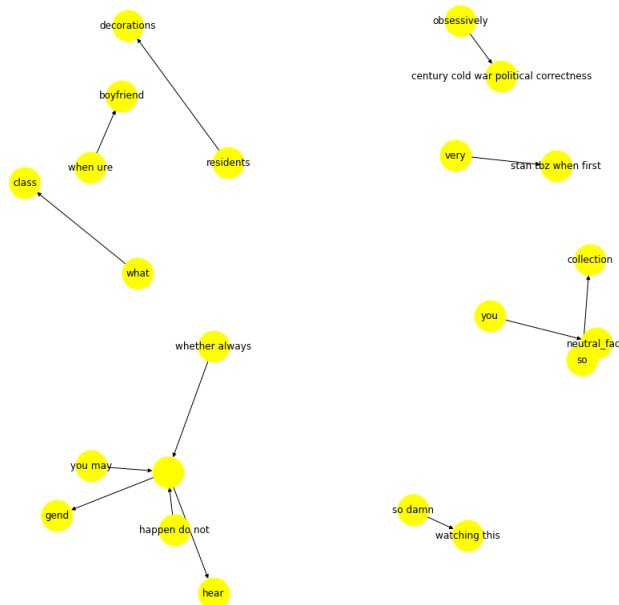 decorations
obsessively
century cold war political correctness
boyfriend
very
stan tbz when first
when ure
residents
class
collection
what
you
neutral_fac
so
whether always
you may
gend
happen do not
so damn
watching this
hear